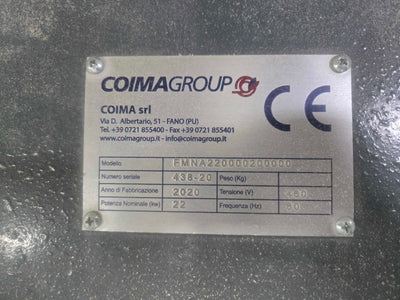 COIMAGROUP
COIMA srl
Via D. Albertario, 51 - FANO (PU)
Tel. +39 0721 855400 - Fax +39 0721 855401
www.coimagroup.it - info@coimagroup.it
CE
Modello FMNA220000200000
Numero seriale 438-20 Peso (Kg)
Anno di Fabbricazione 2020 Tensione (V)
Potenza Nominale (kw) 22 Frequenza (Hz)